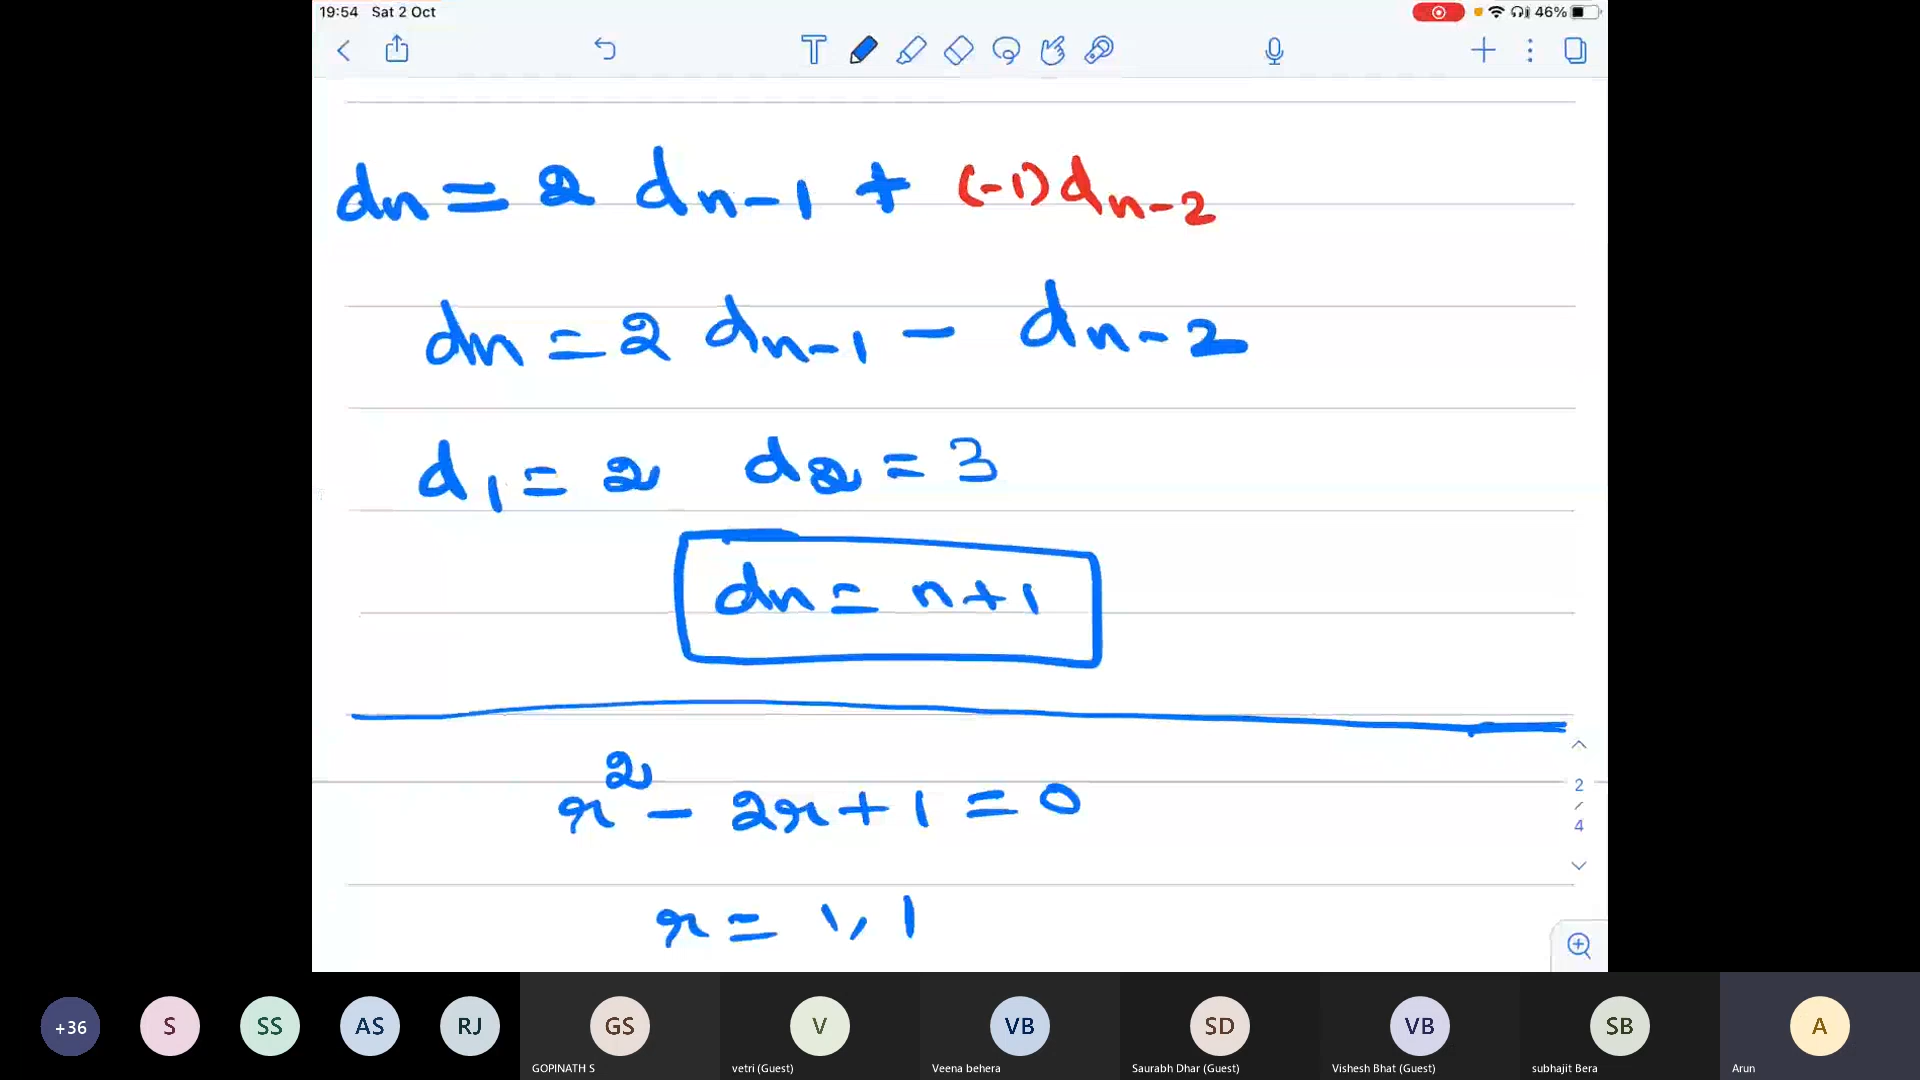 19:54 Sat 2 Oct 46%
T
dn = 2 dn-1 + (-1)dn-2
dn = 2 dn-1 - dn-2
d1 = 2 d2 = 3
dn = n+1
r² - 2r + 1 = 0
2
4
r = 1, 1
+36 S SS AS RJ GS V VB SD VB SB A
GOPINATH S vetri (Guest) Veena behera Saurabh Dhar (Guest) Vishesh Bhat (Guest) subhajit Bera Arun